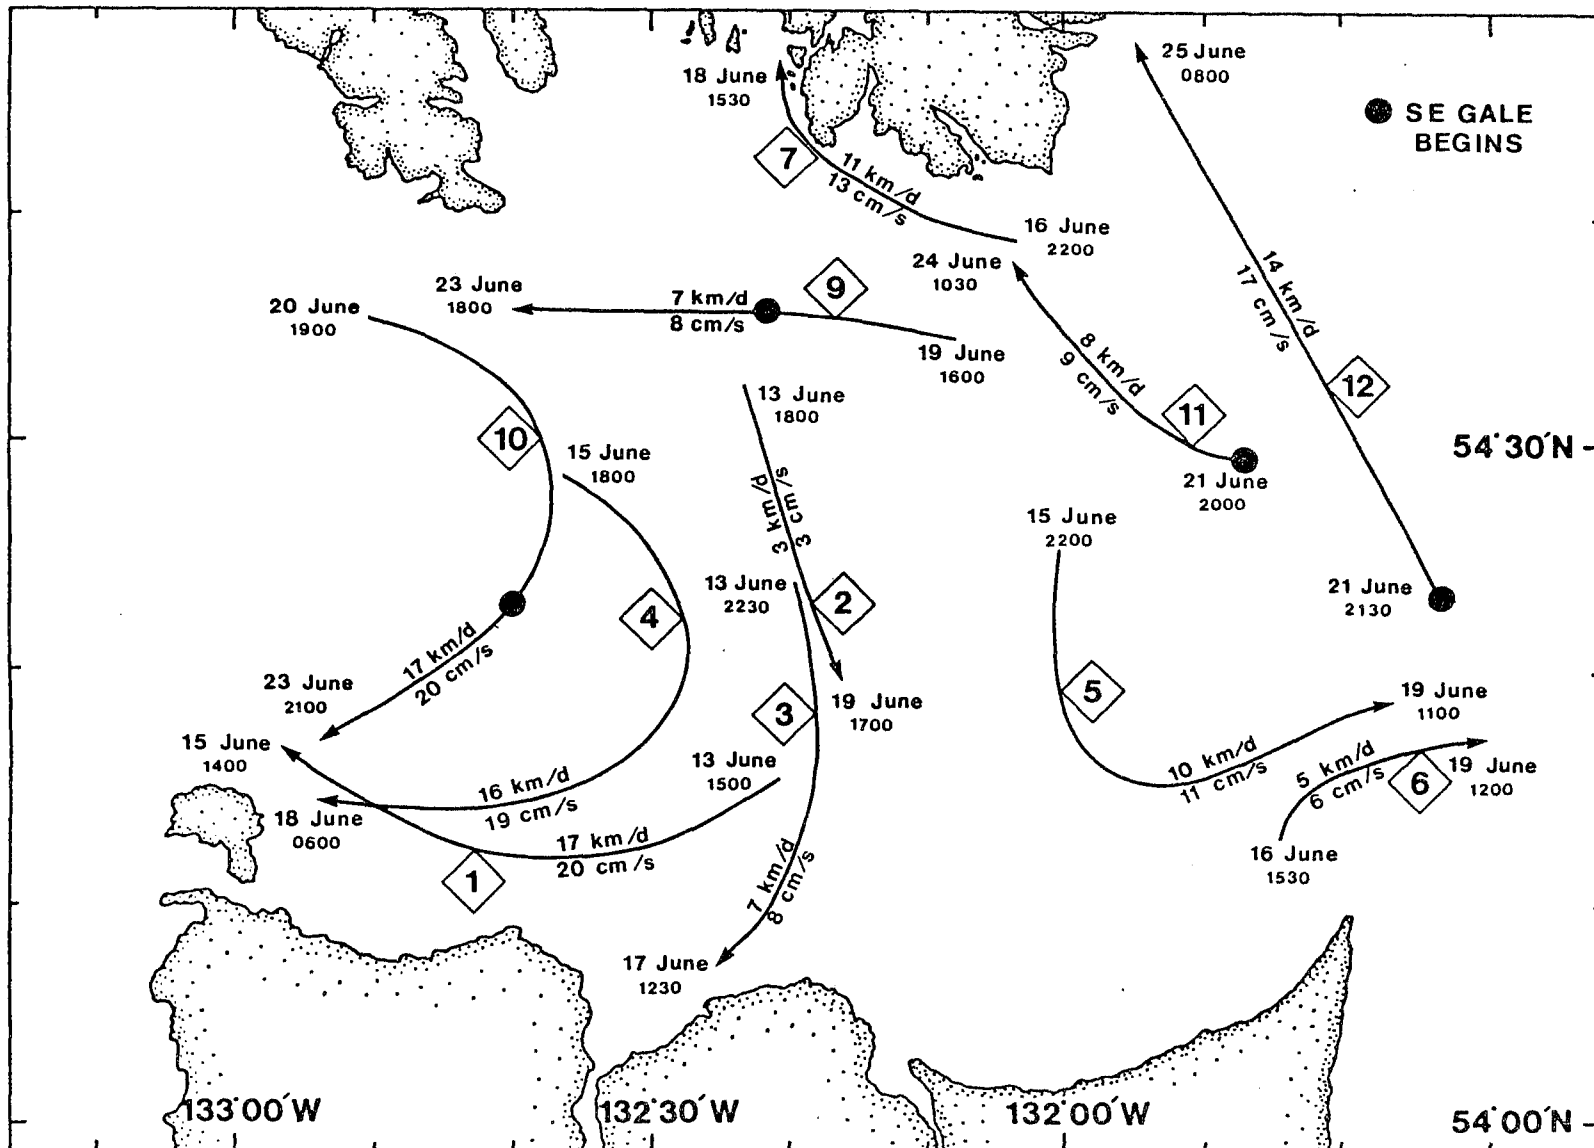 25 June
0800
SE GALE
BEGINS
18 June
1530
7
11 km/d
13 cm/s
16 June
2200
24 June
1030
23 June
1800
7 km/d
8 cm/s
9
19 June
1600
20 June
1900
14 km/d
17 cm/s
12
8 km/d
9 cm/s
11
21 June
2000
13 June
1800
10
15 June
1800
54°30'N
3 km/d
3 cm/s
15 June
2200
13 June
2230
2
21 June
2130
4
17 km/d
20 cm/s
23 June
2100
3
19 June
1700
5
19 June
1100
15 June
1400
13 June
1500
10 km/d
11 cm/s
5 km/d
6 cm/s
6
19 June
1200
16 km/d
19 cm/s
18 June
0600
17 km/d
20 cm/s
1
16 June
1530
7 km/d
8 cm/s
17 June
1230
133°00'W
132°30'W
132°00'W
54°00'N